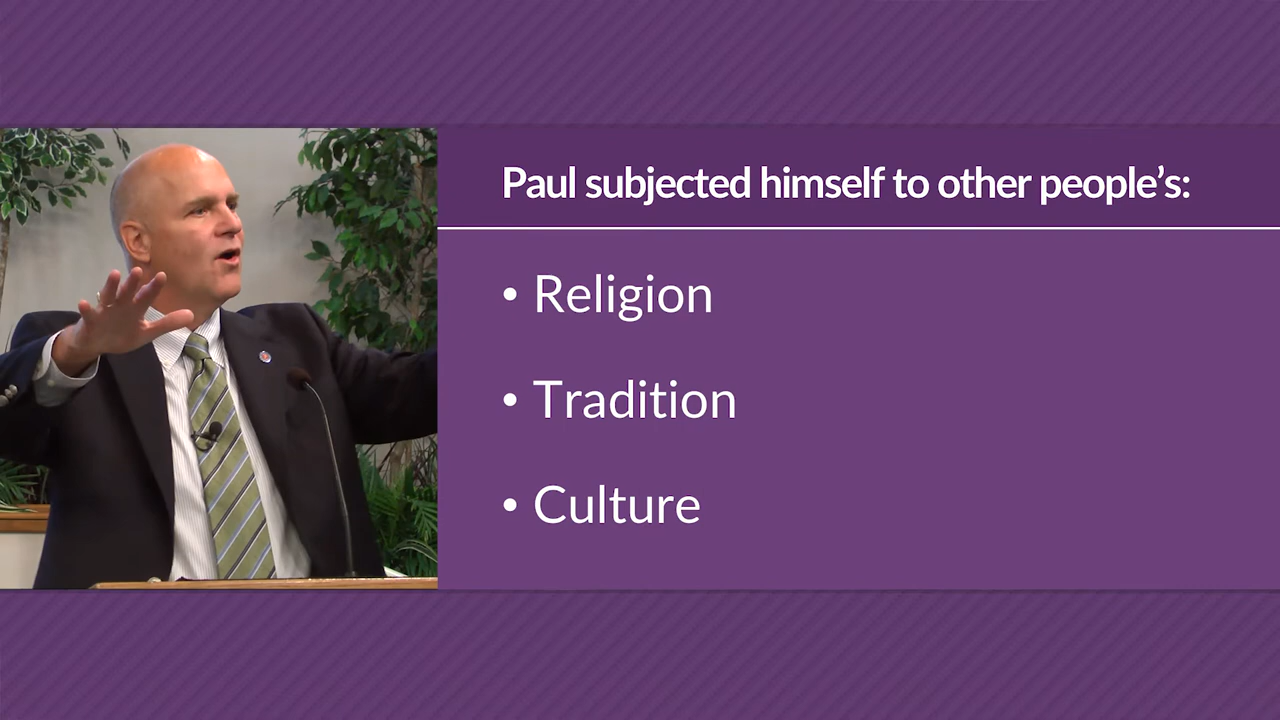 Paul subjected himself to other people’s:
• Religion
• Tradition
• Culture